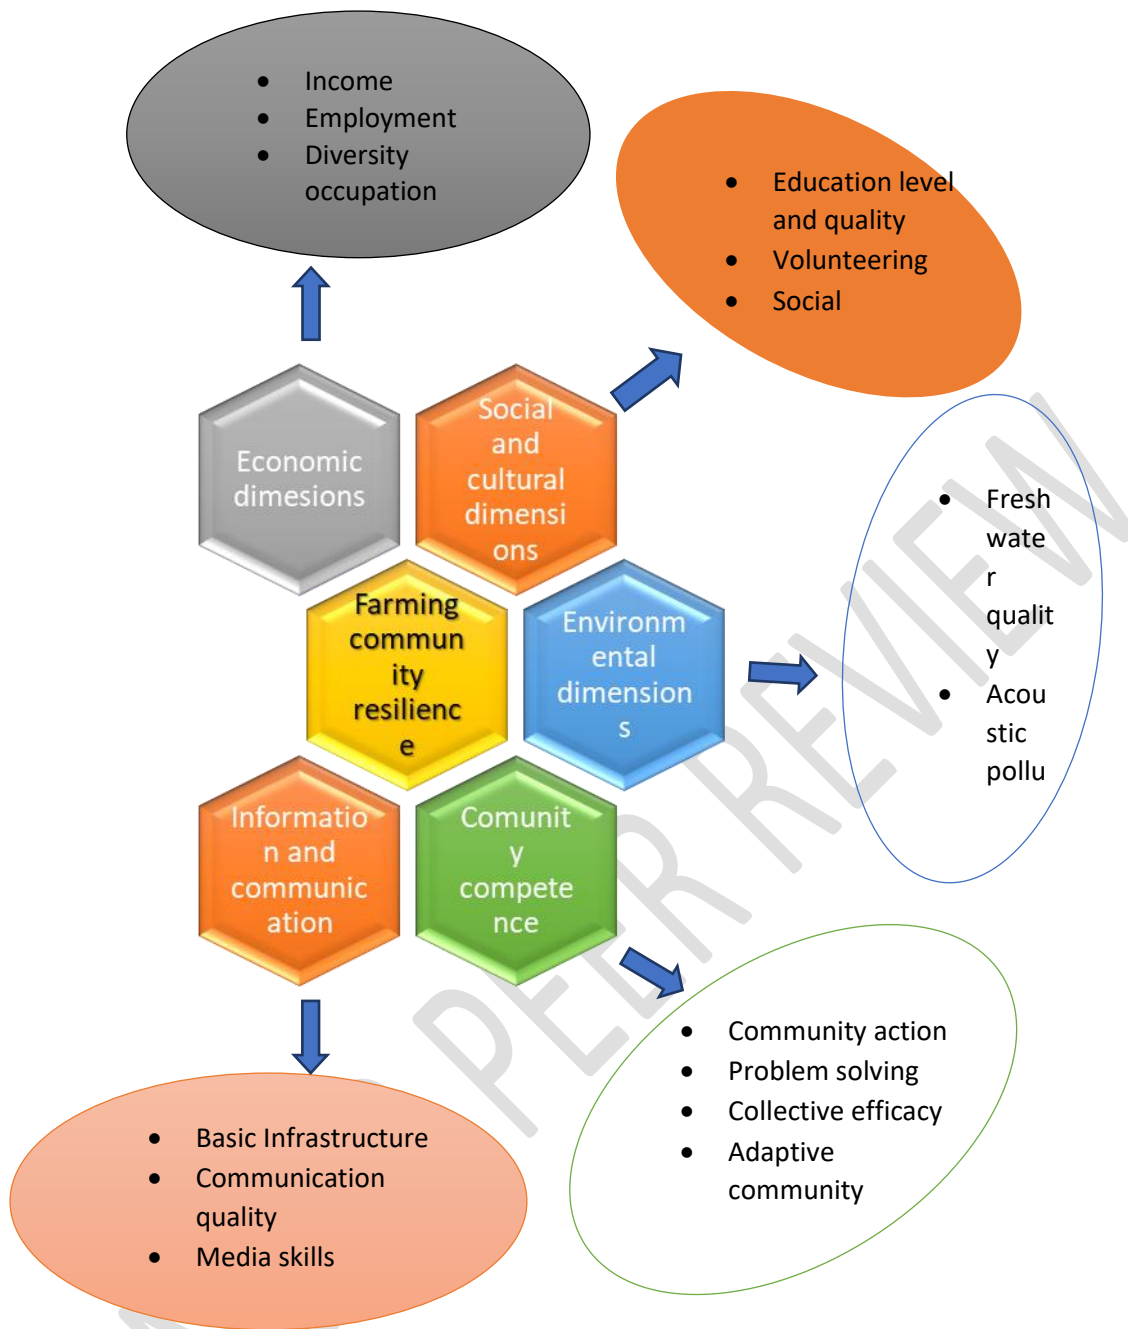 Income
Employment
Diversity
occupation
Education level
and quality
Volunteering
Social
Economic
dimesions
Social
and
cultural
dimensi
ons
Fresh
wate
r
qualit
y
Acou
stic
pollu
Farming
commun
ity
resilienc
e
Environm
ental
dimension
s
Informatio
n and
communic
ation
Comunit
y
compete
nce
Community action
Problem solving
Collective efficacy
Adaptive
community
Basic Infrastructure
Communication
quality
Media skills
PEER REVIEW